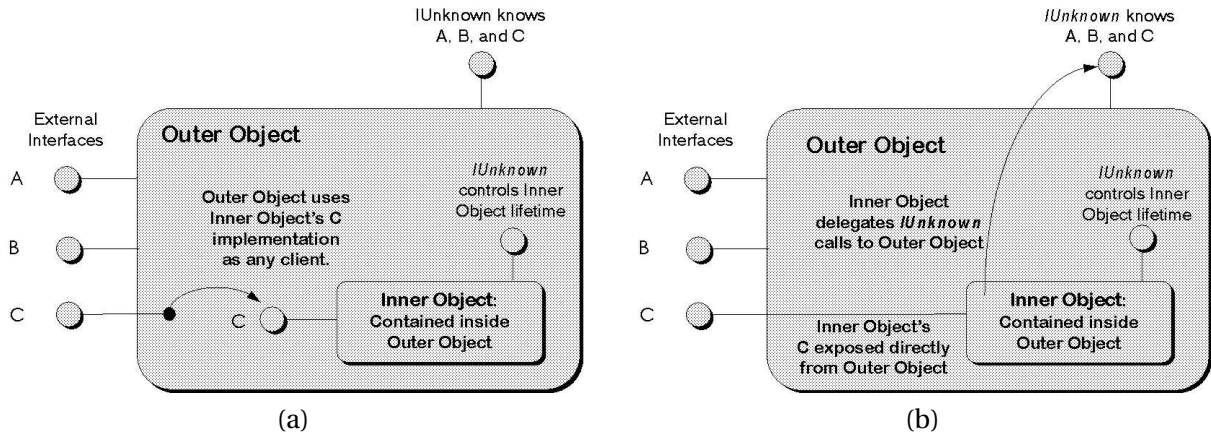 IUnknown knows
A, B, and C
External
Interfaces
Outer Object
A
B
C
Outer Object uses
Inner Object's C
implementation
as any client.
IUnknown
controls Inner
Object lifetime
C
Inner Object:
Contained inside
Outer Object
(a)
IUnknown knows
A, B, and C
External
Interfaces
Outer Object
A
B
C
Inner Object
delegates IUnknown
calls to Outer Object
IUnknown
controls Inner
Object lifetime
Inner Object's
C exposed directly
from Outer Object
Inner Object:
Contained inside
Outer Object
(b)